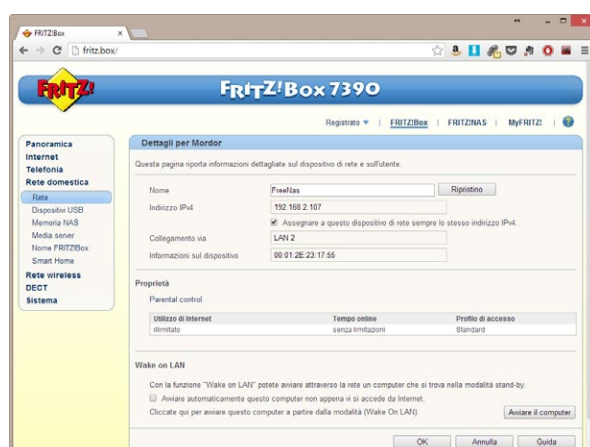 FRITZ!Box
fritz.box/
FRITZ!
FRITZ!Box 7390
Registrato | FRITZ!Box | FRITZ!NAS | MyFRITZ! |
Panoramica
Internet
Telefonia
Rete domestica
Rete
Dispositivi USB
Memoria NAS
Media server
Nome FRITZ!Box
Smart Home
Rete wireless
DECT
Sistema
Dettagli per Mordor
Questa pagina riporta informazioni dettagliate sul dispositivo di rete e sull'utente.
Nome FreeNas Ripristino
Indirizzo IPv4 192.168.2.107
Assegnare a questo dispositivo di rete sempre lo stesso indirizzo IPv4.
Collegamento via LAN 2
Informazioni sul dispositivo 00:01:2E:23:17:55
Proprietà
Parental control
Utilizzo di Internet Tempo online Profilo di accesso
illimitato senza limitazioni Standard
Wake on LAN
Con la funzione "Wake on LAN" potete avviare attraverso la rete un computer che si trova nella modalità stand-by.
Avviare automaticamente questo computer non appena vi si accede da Internet.
Cliccate qui per avviare questo computer a partire dalla modalità (Wake On LAN). Avviare il computer
OK Annulla Guida